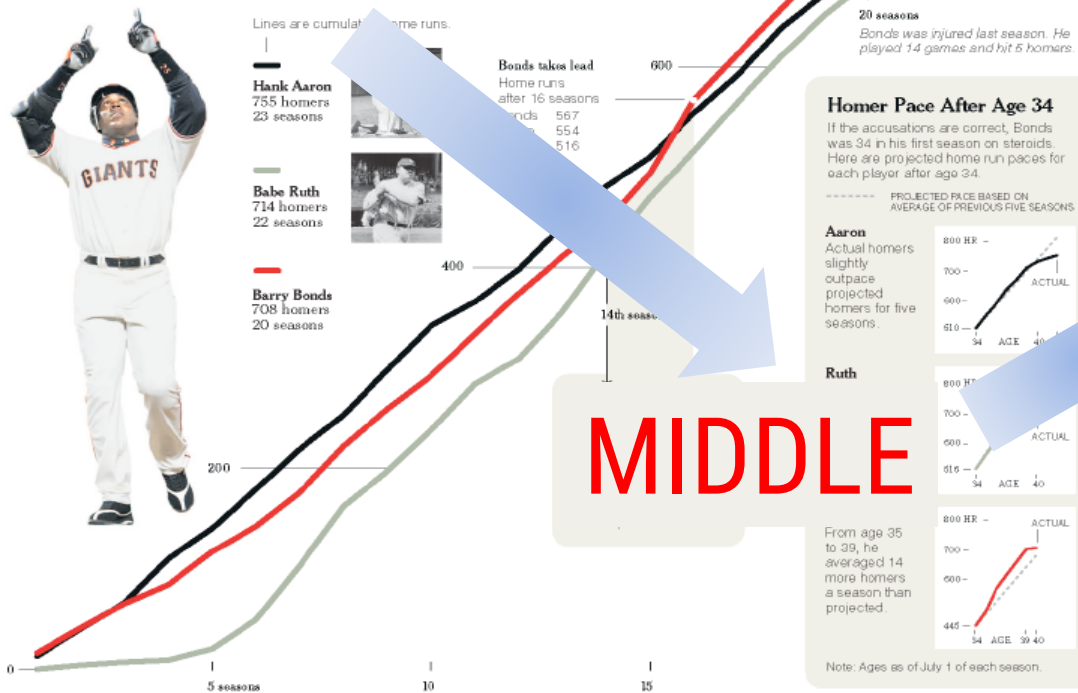 Lines are cumulat me runs.
Hank Aaron
755 homers
23 seasons
Babe Ruth
714 homers
22 seasons
Barry Bonds
708 homers
20 seasons
GIANTS
Bonds takes lead
Home runs
after 16 seasons
nds 567
554
516
600
400
200
0
14th seaso
5 seasons
10
15
20 seasons
Bonds was injured last season. He
played 14 games and hit 5 homers.
MIDDLE
Homer Pace After Age 34
If the accusations are correct, Bonds
was 34 in his first season on steroids.
Here are projected home run paces for
each player after age 34.
PROJECTED PACE BASED ON
AVERAGE OF PREVIOUS FIVE SEASONS
Aaron
Actual homers
slightly
outpace
projected
homers for five
seasons.
800 HR
700
600
510
ACTUAL
34 AGE 40
Ruth
800 H
700
600
516
ACTUAL
34 AGE 40
From age 35
to 39, he
averaged 14
more homers
a season than
projected.
800 HR
700
600
445
ACTUAL
34 AGE 39 40
Note: Ages as of July 1 of each season.